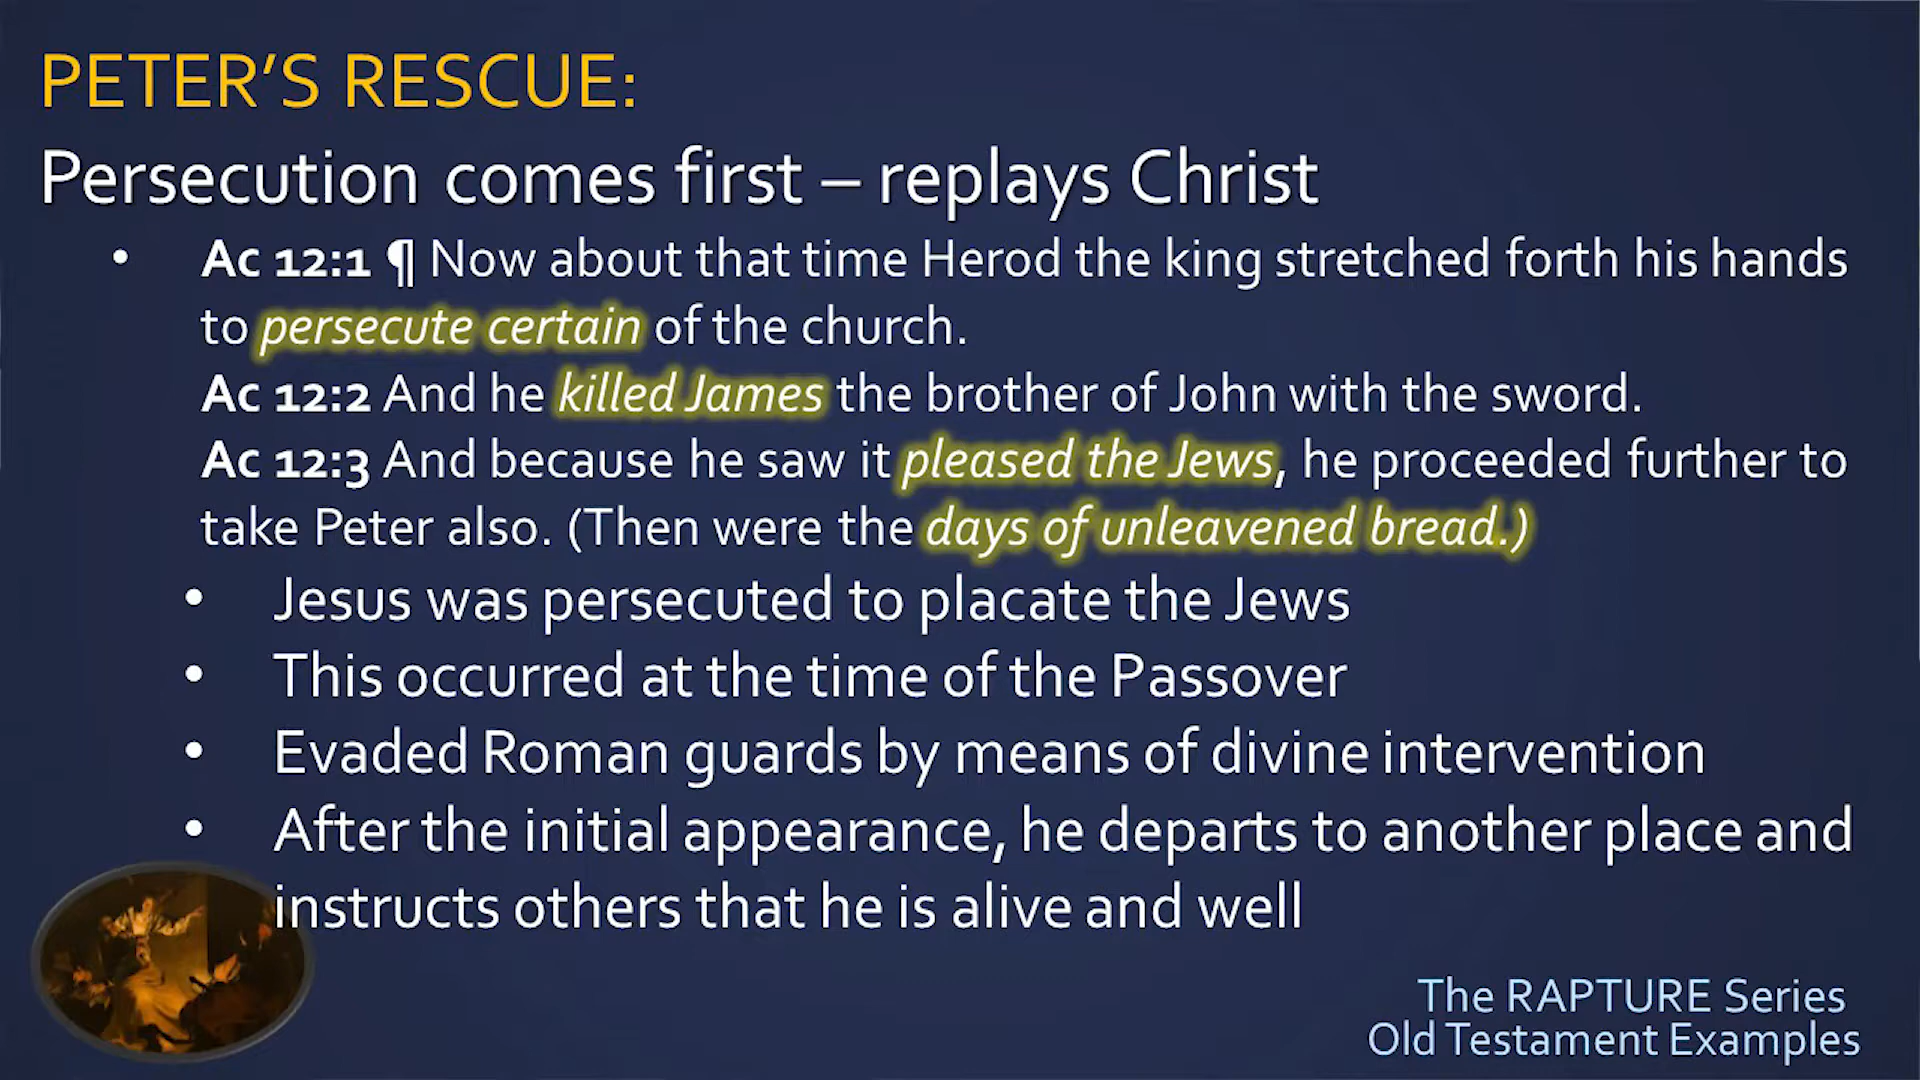 PETER’S RESCUE:
Persecution comes first – replays Christ
• Ac 12:1 ¶ Now about that time Herod the king stretched forth his hands
to persecute certain of the church.
Ac 12:2 And he killed James the brother of John with the sword.
Ac 12:3 And because he saw it pleased the Jews, he proceeded further to
take Peter also. (Then were the days of unleavened bread.)
• Jesus was persecuted to placate the Jews
• This occurred at the time of the Passover
• Evaded Roman guards by means of divine intervention
• After the initial appearance, he departs to another place and
instructs others that he is alive and well
The RAPTURE Series
Old Testament Examples